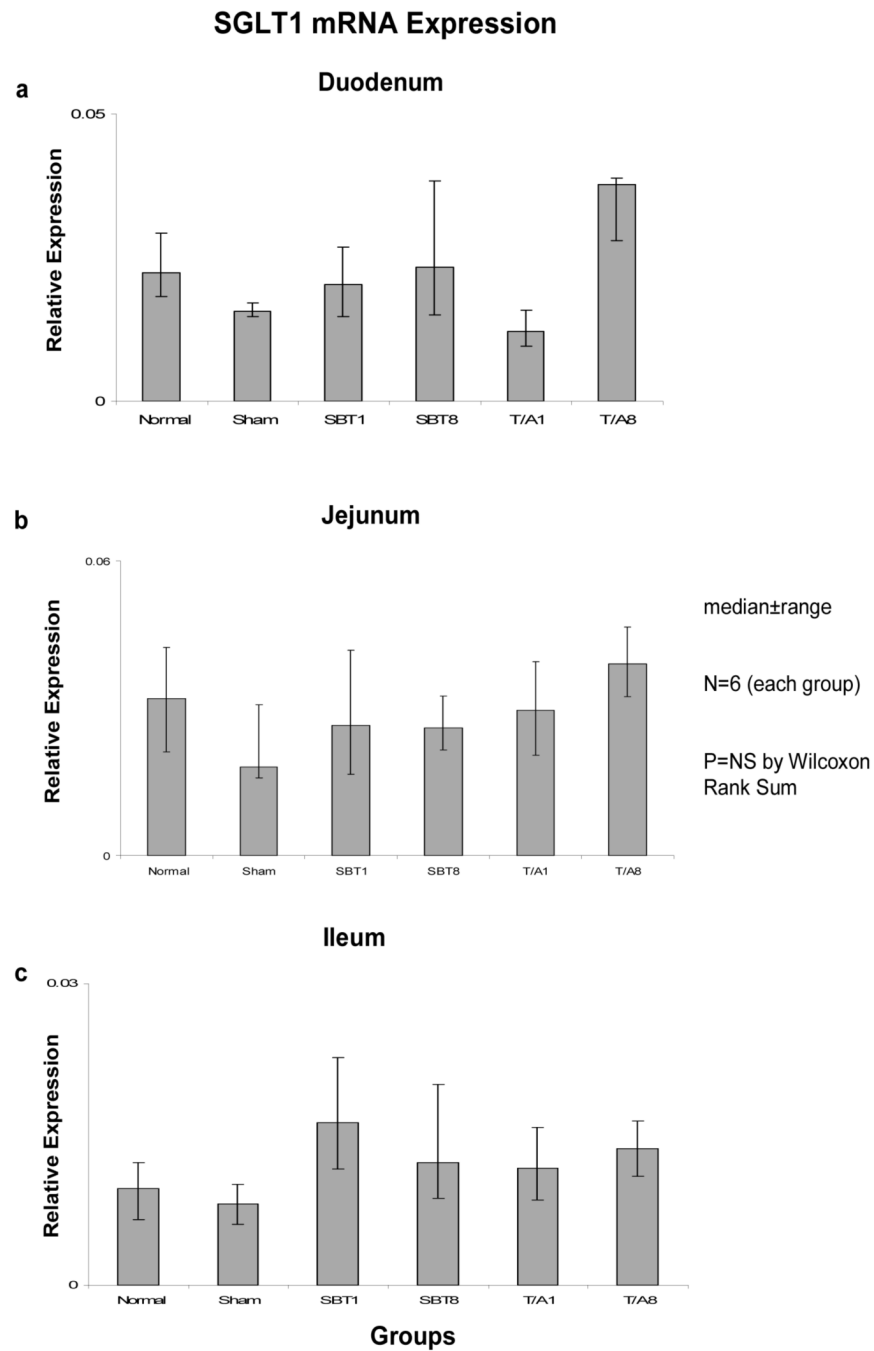 SGLT1 mRNA Expression
a
Duodenum
0.05
Relative Expression
0
Normal Sham SBT1 SBT8 T/A1 T/A8
b
Jejunum
0.06
Relative Expression
0
Normal Sham SBT1 SBT8 T/A1 T/A8
median±range
N=6 (each group)
P=NS by Wilcoxon
Rank Sum
Ileum
c
0.03
Relative Expression
0
Normal Sham SBT1 SBT8 T/A1 T/A8
Groups